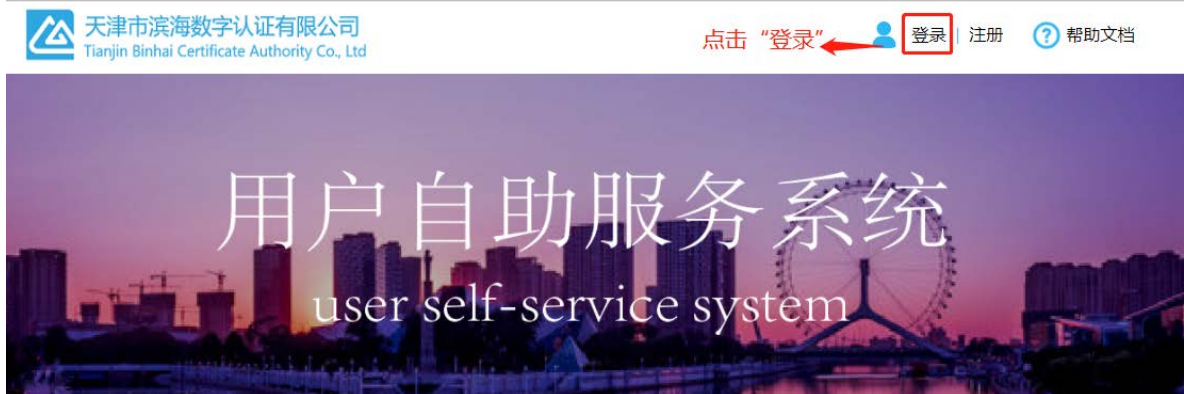 天津市滨海数字认证有限公司
Tianjin Binhai Certificate Authority Co., Ltd
点击“登录” 登录 | 注册 ? 帮助文档
用户自助服务系统
user self-service system